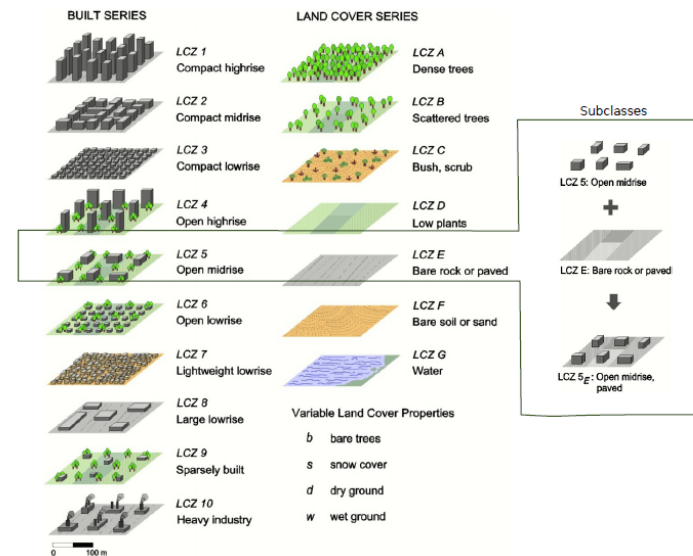 BUILT SERIES
LCZ 1
Compact highrise
LCZ 2
Compact midrise
LCZ 3
Compact lowrise
LCZ 4
Open highrise
LCZ 5
Open midrise
LCZ 6
Open lowrise
LCZ 7
Lightweight lowrise
LCZ 8
Large lowrise
LCZ 9
Sparsely built
LCZ 10
Heavy industry
0 100 m
LAND COVER SERIES
LCZ A
Dense trees
LCZ B
Scattered trees
LCZ C
Bush, scrub
LCZ D
Low plants
LCZ E
Bare rock or paved
LCZ F
Bare soil or sand
LCZ G
Water
Variable Land Cover Properties
b bare trees
s snow cover
d dry ground
w wet ground
Subclasses
LCZ 5: Open midrise
+
LCZ E: Bare rock or paved
LCZ 5E: Open midrise,
paved